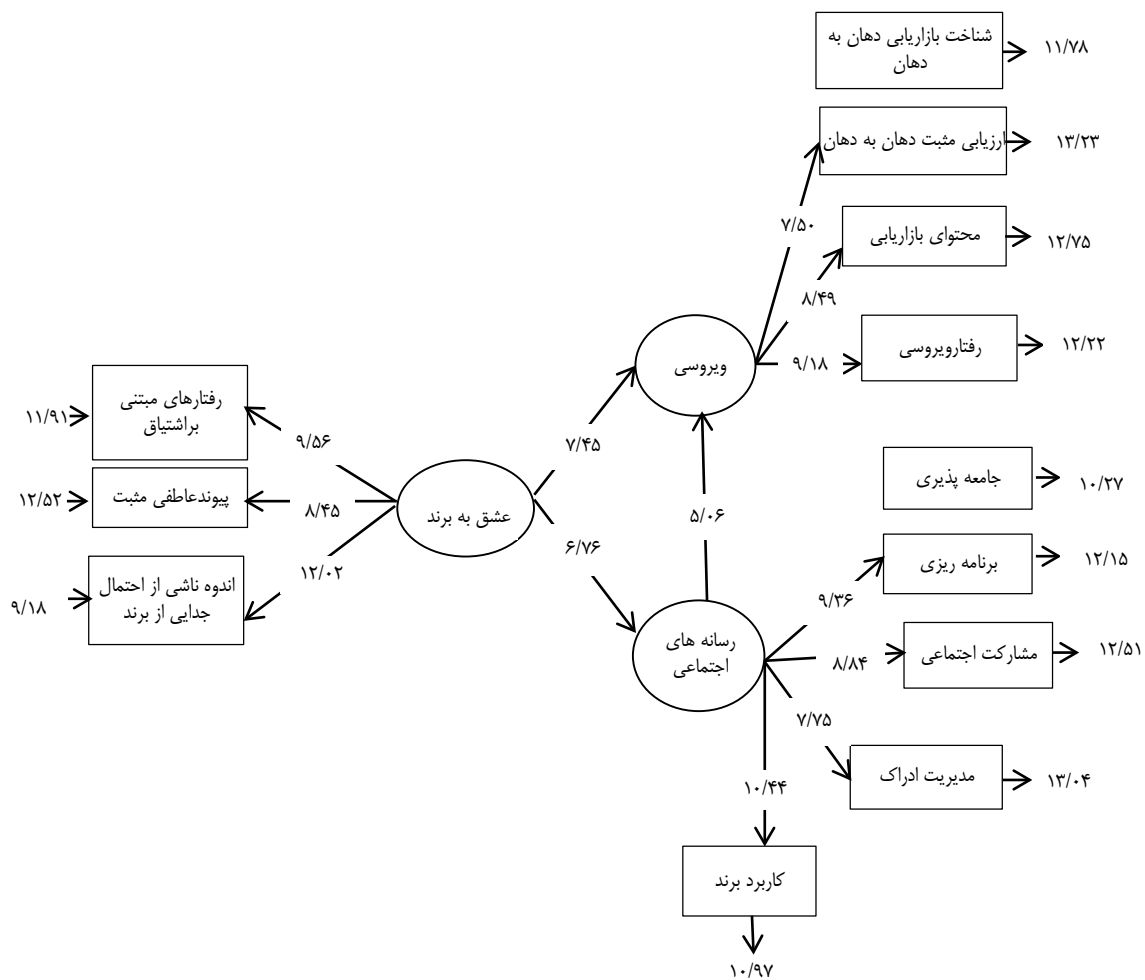 شناخت بازاریابی دهان به
دهان
۱۱/۷۸
ارزیابی مثبت دهان به دهان
۱۳/۲۳
۷/۵۰
محتوای بازاریابی
۱۲/۷۵
۸/۴۹
رفتارویروسی
۱۲/۲۲
۹/۱۸
ویروسی
رفتارهای مبتنی
براشتیاق
۱۱/۹۱
۹/۵۶
۷/۴۵
پیوندعاطفی مثبت
۱۲/۵۲
۸/۴۵
عشق به برند
جامعه پذیری
۱۰/۲۷
۵/۰۶
۶/۷۶
برنامه ریزی
۱۲/۱۵
۱۲/۰۲
اندوه ناشی از احتمال
جدایی از برند
۹/۱۸
۹/۳۶
رسانه های
اجتماعی
مشارکت اجتماعی
۱۲/۵۱
۸/۸۴
۷/۷۵
مدیریت ادراک
۱۳/۰۴
۱۰/۴۴
کاربرد برند
۱۰/۹۷